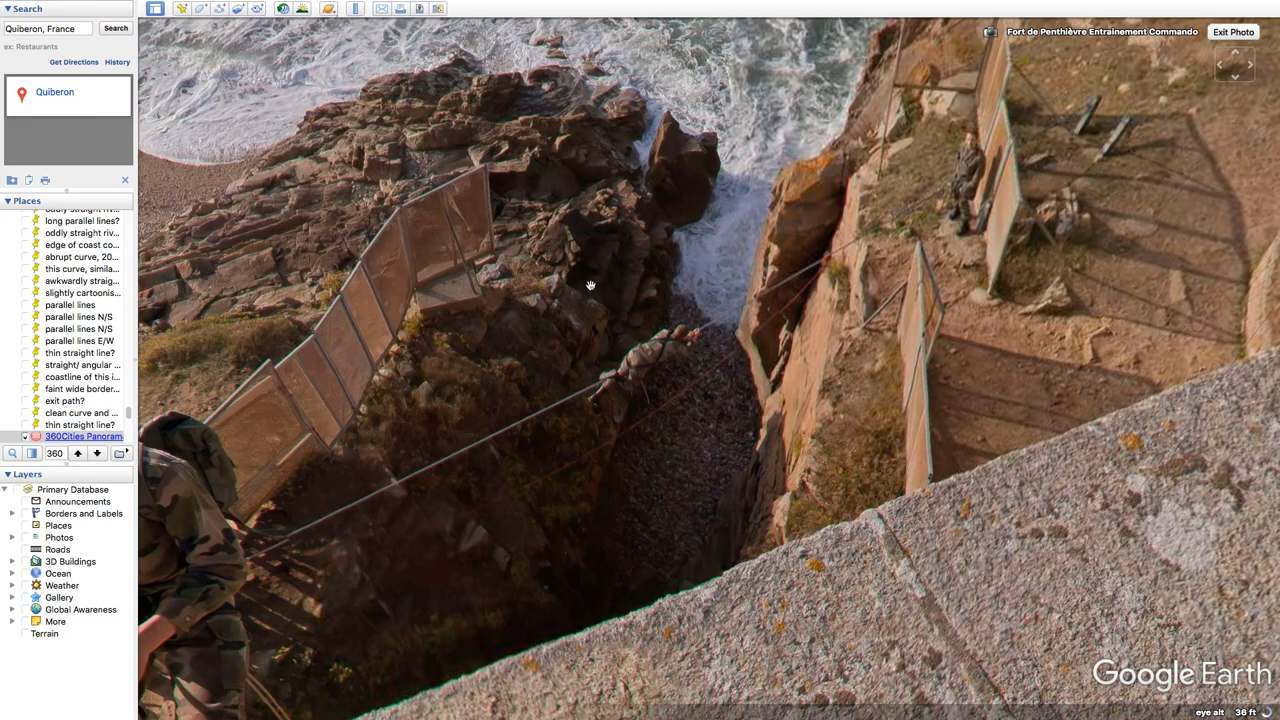 Search
Quiberon, France
Search
ex: Restaurants
Get Directions
History
Quiberon
Places
oddly straight riv...
long parallel lines?
oddly straight riv...
edge of coast co...
abrupt curve, 20...
this curve, simila...
awkwardly straig...
slightly cartoonis...
parallel lines
parallel lines N/S
parallel lines N/S
parallel lines E/W
thin straight line?
straight/ angular ...
coastline of this i...
faint wide border...
exit path?
clean curve and ...
thin straight line?
360Cities Panoram
360
Layers
Primary Database
Announcements
Borders and Labels
Places
Photos
Roads
3D Buildings
Ocean
Weather
Gallery
Global Awareness
More
Terrain
Fort de Penthièvre Entrainement Commando
Exit Photo
Google Earth
eye alt 36 ft